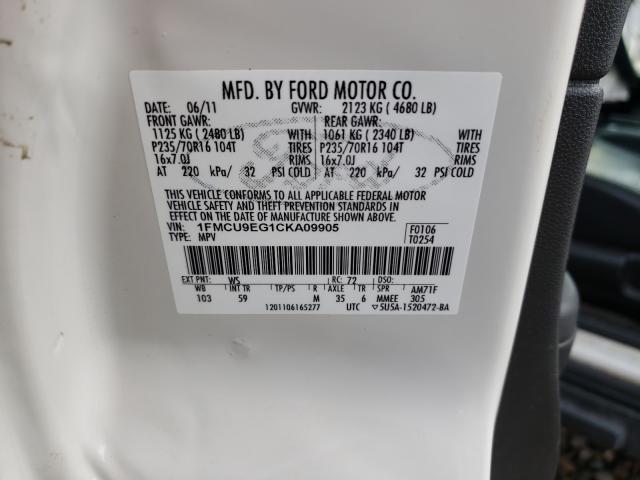 MFD. BY FORD MOTOR CO.
DATE: 06/11 GVWR: 2123 KG ( 4680 LB)
FRONT GAWR: REAR GAWR:
1125 KG ( 2480 LB) WITH 1061 KG ( 2340 LB) WITH
P235/70R16 104T TIRES P235/70R16 104T TIRES
16x7.0J RIMS 16x7.0J RIMS
AT 220 kPa/ 32 PSI COLD AT 220 kPa/ 32 PSI COLD
THIS VEHICLE CONFORMS TO ALL APPLICABLE FEDERAL MOTOR
VEHICLE SAFETY AND THEFT PREVENTION STANDARDS IN
EFFECT ON THE DATE OF MANUFACTURE SHOWN ABOVE.
VIN: 1FMCU9EG1CKA09905 F0106
TYPE: MPV T0254
EXT PNT: WS RC: 72 DSO:
WB INT TR TP/PS R AXLE TR SPR AM71F
103 59 M 35 6 MMEE 305
1201106165277 UTC ▽5U5A-1520472-BA